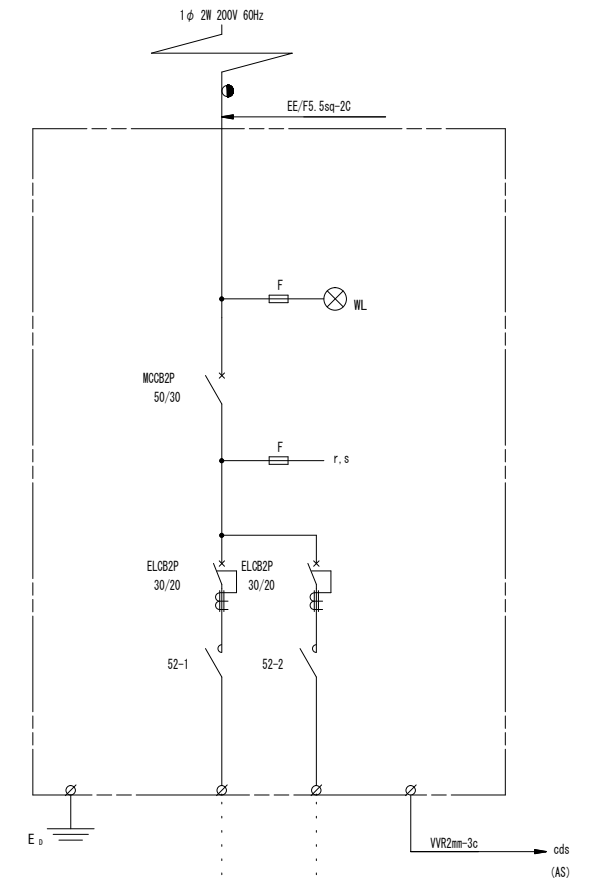 1φ 2W 200V 60Hz
EE/F5.5sq-2C
F
WL
MCCB2P
50/30
F
r,s
ELCB2P
30/20
ELCB2P
30/20
52-1
52-2
E D
VVR2mm-3c
cds
(AS)